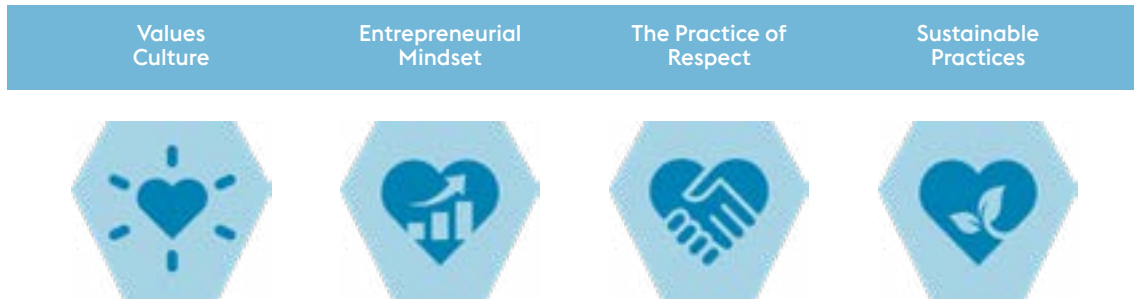 Values
Culture
Entrepreneurial
Mindset
The Practice of
Respect
Sustainable
Practices